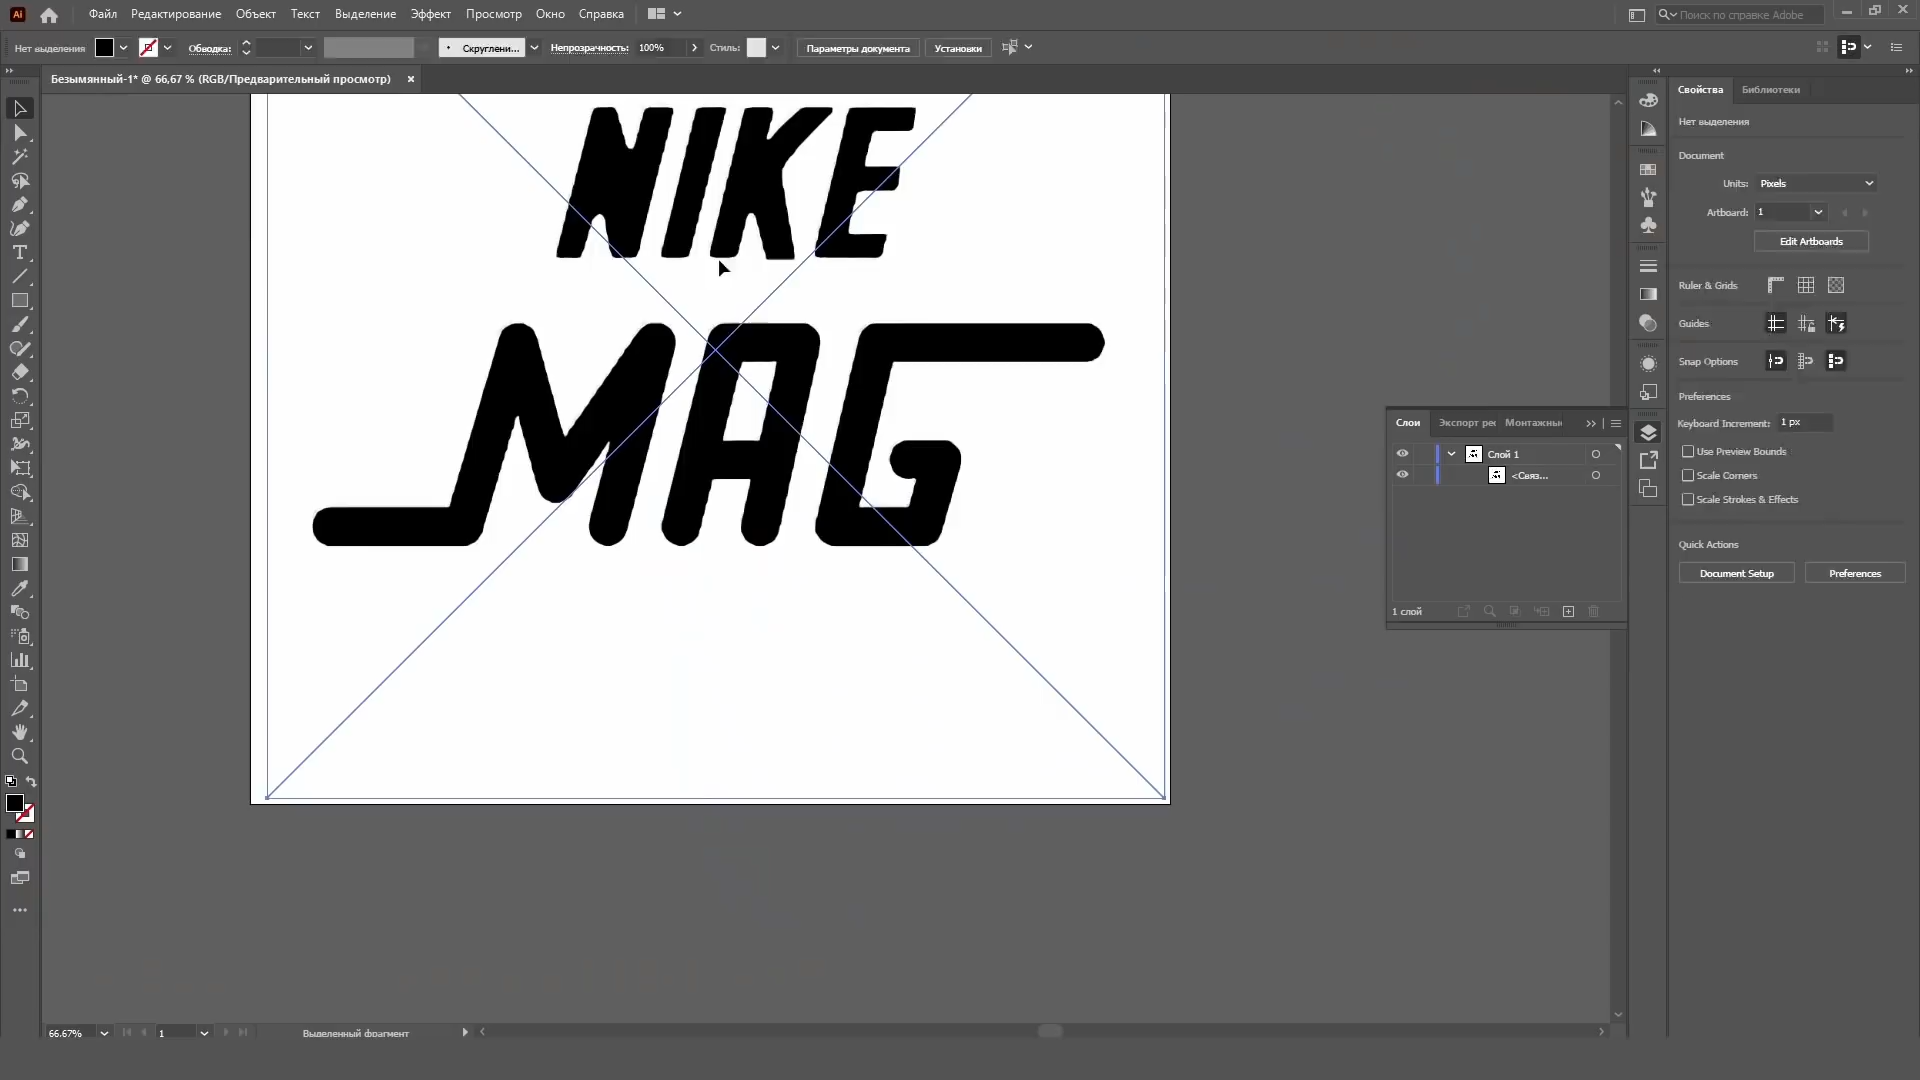 Ai
Файл Редактирование Объект Текст Выделение Эффект Просмотр Окно Справка
Поиск по справке Adobe
Нет выделения
Обводка:
Скруглени...
Непрозрачность:
100%
Стиль:
Параметры документа
Установки
Безымянный-1* @ 66,67 % (RGB/Предварительный просмотр)
Свойства
Библиотеки
Нет выделения
Document
Units: Pixels
Artboard: 1
Edit Artboards
Ruler & Grids
Guides
Snap Options
Preferences
Keyboard Increment: 1 px
Use Preview Bounds
Scale Corners
Scale Strokes & Effects
Quick Actions
Document Setup
Preferences
NIKE
MAG
Слои
Экспорт рес
Монтажны
Слой 1
<Связ...
1 слой
66.67%
1
Выделенный фрагмент